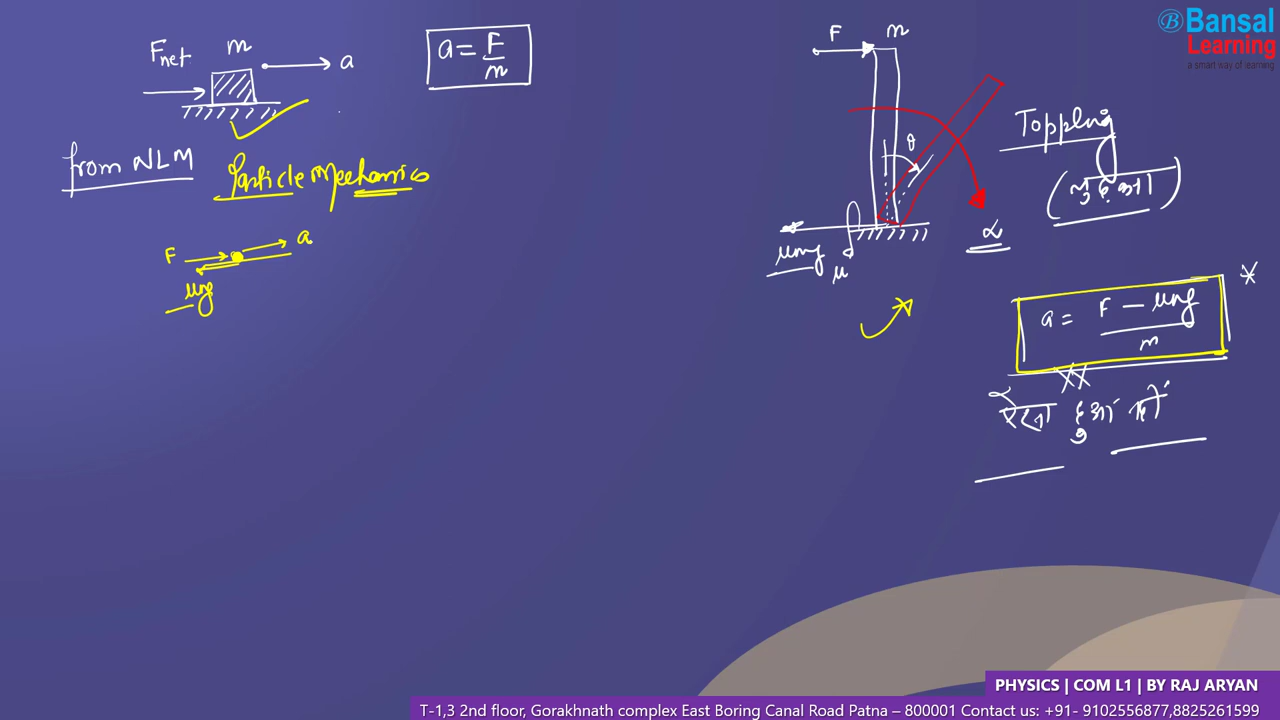 F_net m a
a = F/m
from NLM
Particle Mechanics
F a
μmg
F m
θ
Toppling
α
μmg
μ
a = (F − μmg)/m
Bansal
Learning
a smart way of learning.
PHYSICS | COM L1 | BY RAJ ARYAN
T-1,3 2nd floor, Gorakhnath complex East Boring Canal Road Patna – 800001 Contact us: +91- 9102556877,8825261599